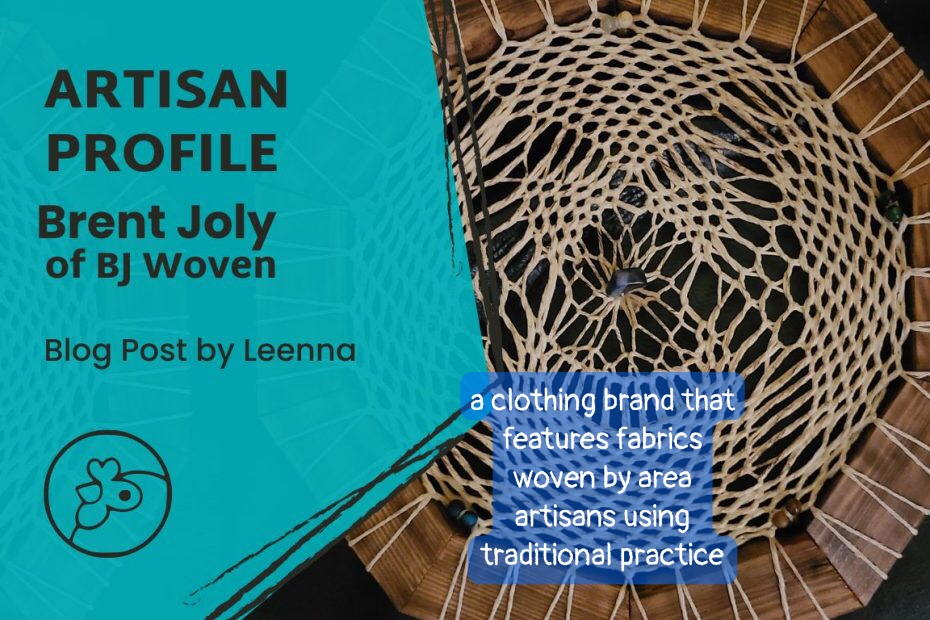 ARTISAN
PROFILE
Brent Joly
of BJ Woven
Blog Post by Leenna
a clothing brand that
features fabrics
woven by area
artisans using
traditional practice